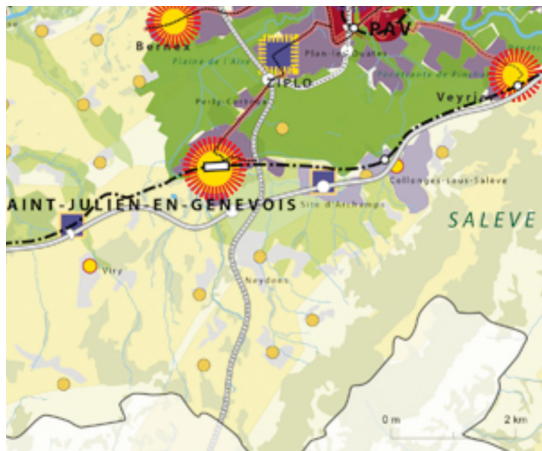 PAV
Bernex
Plan-les-Ouates
Plaine de l'Aire
ZIPLO
Veyrier
Perly-Certoux
Collonges-sous-Salève
AINT-JULIEN-EN-GENEVOIS
Site d'Archamps
SALEVE
Viry
Neydens
0 m
2 km